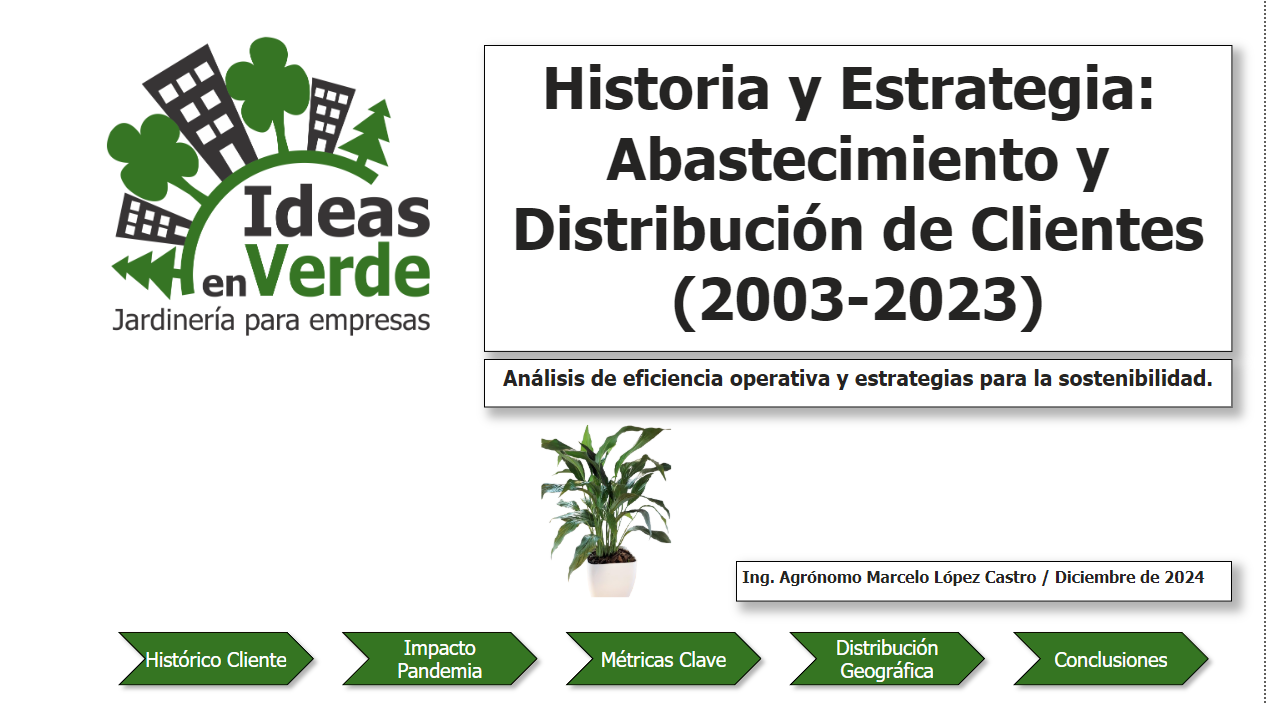 Ideas
en Verde
Jardinería para empresas
Historia y Estrategia:
Abastecimiento y
Distribución de Clientes
(2003-2023)
Análisis de eficiencia operativa y estrategias para la sostenibilidad.
Ing. Agrónomo Marcelo López Castro / Diciembre de 2024
Histórico Cliente
Impacto
Pandemia
Métricas Clave
Distribución
Geográfica
Conclusiones